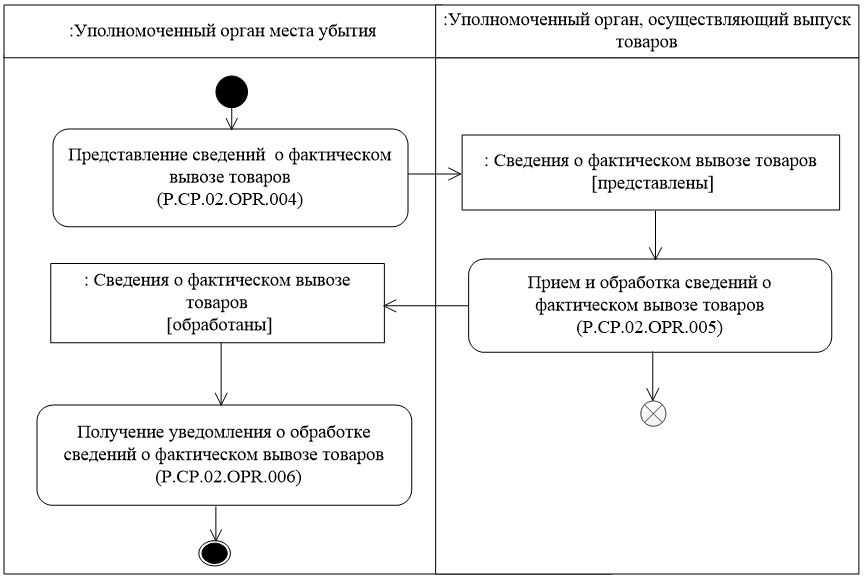 :Уполномоченный орган места убытия
:Уполномоченный орган, осуществляющий выпуск
товаров
Представление сведений о фактическом
вывозе товаров
(P.CP.02.OPR.004)
: Сведения о фактическом вывозе товаров
[представлены]
Прием и обработка сведений о
фактическом вывозе товаров
(P.CP.02.OPR.005)
: Сведения о фактическом вывозе
товаров
[обработаны]
Получение уведомления о обработке
сведений о фактическом вывозе товаров
(P.CP.02.OPR.006)